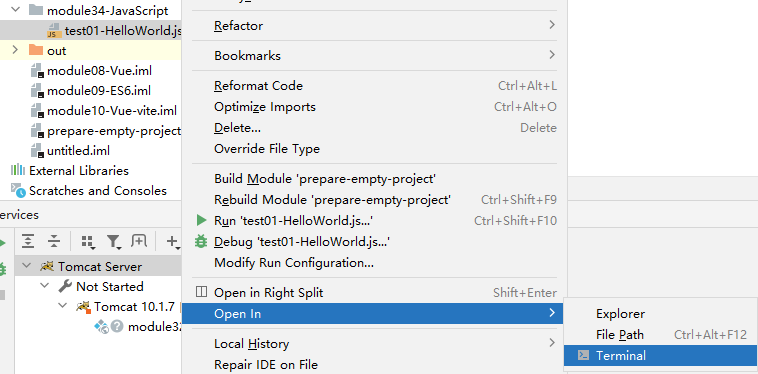 module34-JavaScript
test01-HelloWorld.js
out
module08-Vue.iml
module09-ES6.iml
module10-Vue-vite.iml
prepare-empty-project
untitled.iml
External Libraries
Scratches and Consoles
ervices
Tomcat Server
Not Started
Tomcat 10.1.7
module32
Refactor
Bookmarks
Reformat Code Ctrl+Alt+L
Optimize Imports Ctrl+Alt+O
Delete... Delete
Override File Type
Build Module 'prepare-empty-project'
Rebuild Module 'prepare-empty-project' Ctrl+Shift+F9
Run 'test01-HelloWorld.js...' Ctrl+Shift+F10
Debug 'test01-HelloWorld.js...'
Modify Run Configuration...
Open in Right Split Shift+Enter
Open In
Local History
Repair IDE on File
Explorer
File Path Ctrl+Alt+F12
Terminal